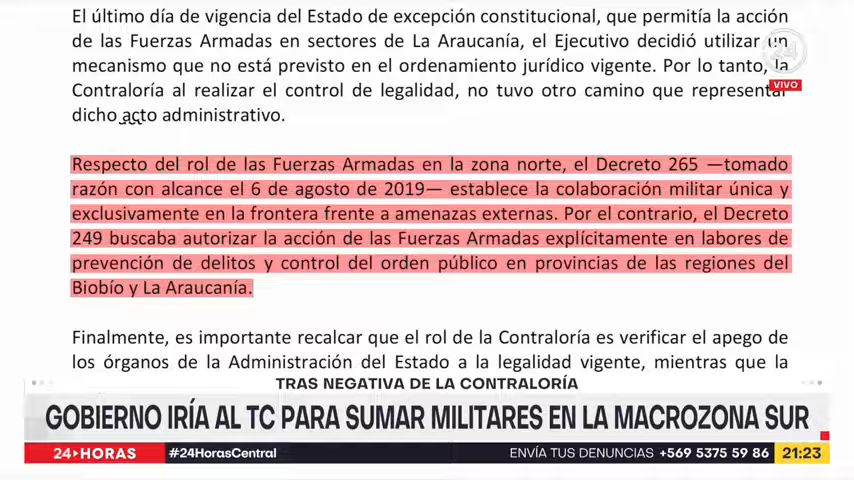 El último día de vigencia del Estado de excepción constitucional, que permitía la acción
de las Fuerzas Armadas en sectores de La Araucanía, el Ejecutivo decidió utilizar un
mecanismo que no está previsto en el ordenamiento jurídico vigente. Por lo tanto, la
Contraloría al realizar el control de legalidad, no tuvo otro camino que representar
dicho acto administrativo.
24
VIVO
Respecto del rol de las Fuerzas Armadas en la zona norte, el Decreto 265 —tomado
razón con alcance el 6 de agosto de 2019— establece la colaboración militar única y
exclusivamente en la frontera frente a amenazas externas. Por el contrario, el Decreto
249 buscaba autorizar la acción de las Fuerzas Armadas explícitamente en labores de
prevención de delitos y control del orden público en provincias de las regiones del
Biobío y La Araucanía.
Finalmente, es importante recalcar que el rol de la Contraloría es verificar el apego de
los órganos de la Administración del Estado a la legalidad vigente, mientras que la
TRAS NEGATIVA DE LA CONTRALORÍA
GOBIERNO IRÍA AL TC PARA SUMAR MILITARES EN LA MACROZONA SUR
24 HORAS #24HorasCentral ENVÍA TUS DENUNCIAS +569 5375 59 86 21:23